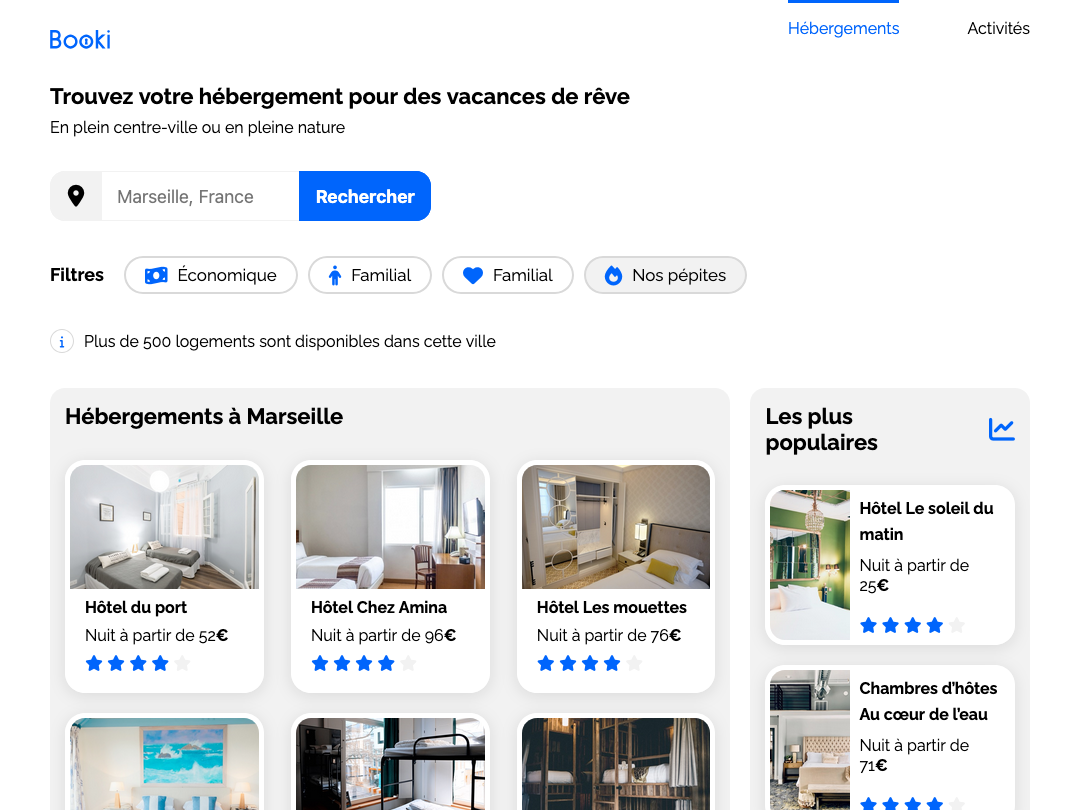 Booki
Hébergements
Activités
Trouvez votre hébergement pour des vacances de rêve
En plein centre-ville ou en pleine nature
Marseille, France
Rechercher
Filtres
Économique
Familial
Familial
Nos pépites
Plus de 500 logements sont disponibles dans cette ville
Hébergements à Marseille
Hôtel du port
Nuit à partir de 52€
Hôtel Chez Amina
Nuit à partir de 96€
Hôtel Les mouettes
Nuit à partir de 76€
Les plus
populaires
Hôtel Le soleil du
matin
Nuit à partir de
25€
Chambres d’hôtes
Au cœur de l’eau
Nuit à partir de
71€